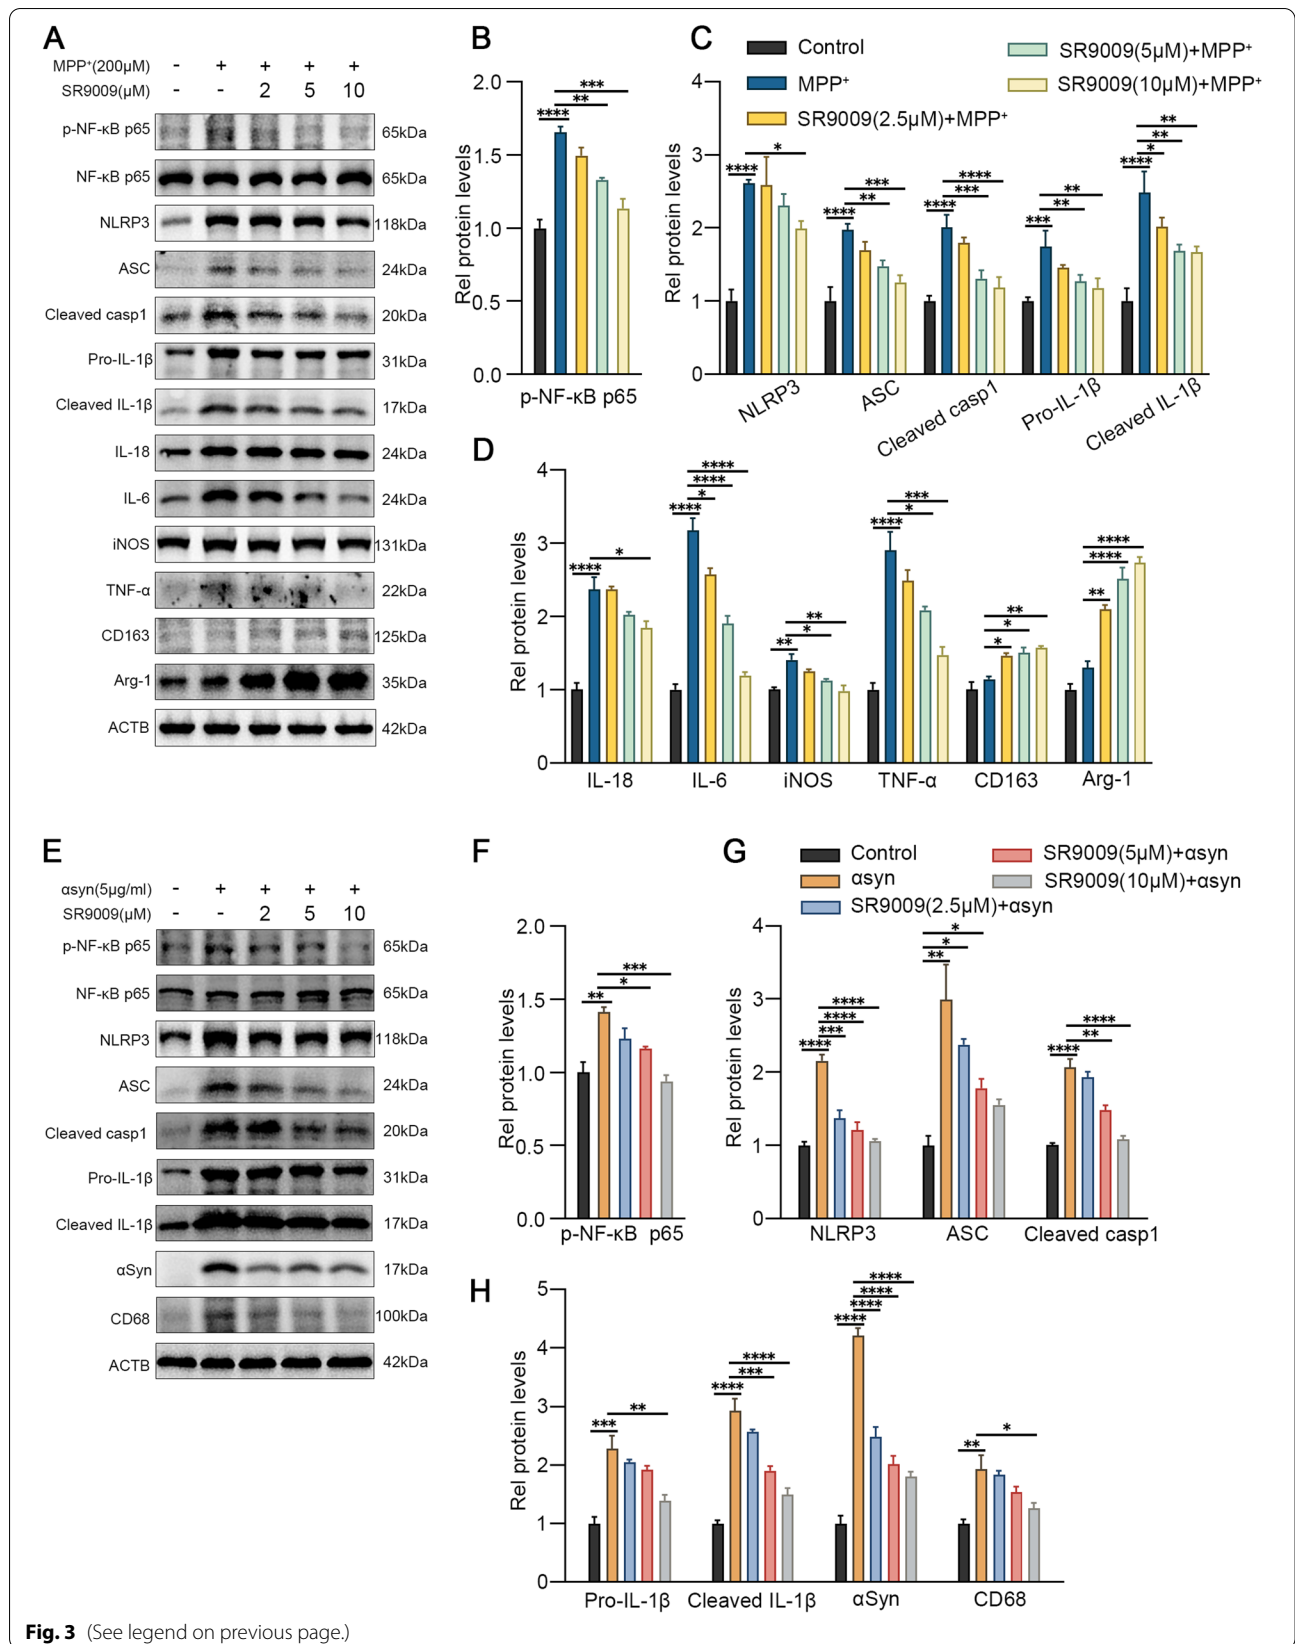 A
MPP⁺(200μM) - + + + +
SR9009(μM) - - 2 5 10
p-NF-κB p65 65kDa
NF-κB p65 65kDa
NLRP3 118kDa
ASC 24kDa
Cleaved casp1 20kDa
Pro-IL-1β 31kDa
Cleaved IL-1β 17kDa
IL-18 24kDa
IL-6 24kDa
iNOS 131kDa
TNF-α 22kDa
CD163 125kDa
Arg-1 35kDa
ACTB 42kDa
B
Rel protein levels
2.0
1.5
1.0
0.5
0.0
**** ** ***
p-NF-κB p65
C
Control
MPP⁺
SR9009(2.5μM)+MPP⁺
SR9009(5μM)+MPP⁺
SR9009(10μM)+MPP⁺
Rel protein levels
4
3
2
1
0
**** *
**** ** ***
**** *** ****
*** ** **
**** * ** **
NLRP3 ASC Cleaved casp1 Pro-IL-1β Cleaved IL-1β
D
Rel protein levels
4
3
2
1
0
**** *
**** * **** ****
** * **
**** * ***
* * **
** **** ****
IL-18 IL-6 iNOS TNF-α CD163 Arg-1
E
αsyn(5μg/ml) - + + + +
SR9009(μM) - - 2 5 10
p-NF-κB p65 65kDa
NF-κB p65 65kDa
NLRP3 118kDa
ASC 24kDa
Cleaved casp1 20kDa
Pro-IL-1β 31kDa
Cleaved IL-1β 17kDa
αSyn 17kDa
CD68 100kDa
ACTB 42kDa
F
Rel protein levels
2.0
1.5
1.0
0.5
0.0
** * ***
p-NF-κB p65
G
Control
αsyn
SR9009(2.5μM)+αsyn
SR9009(5μM)+αsyn
SR9009(10μM)+αsyn
Rel protein levels
4
3
2
1
0
**** *** **** ****
** * *
**** ** ****
NLRP3 ASC Cleaved casp1
H
Rel protein levels
5
4
3
2
1
0
*** **
**** *** ****
**** **** **** ****
** *
Pro-IL-1β Cleaved IL-1β αSyn CD68
Fig. 3 (See legend on previous page.)